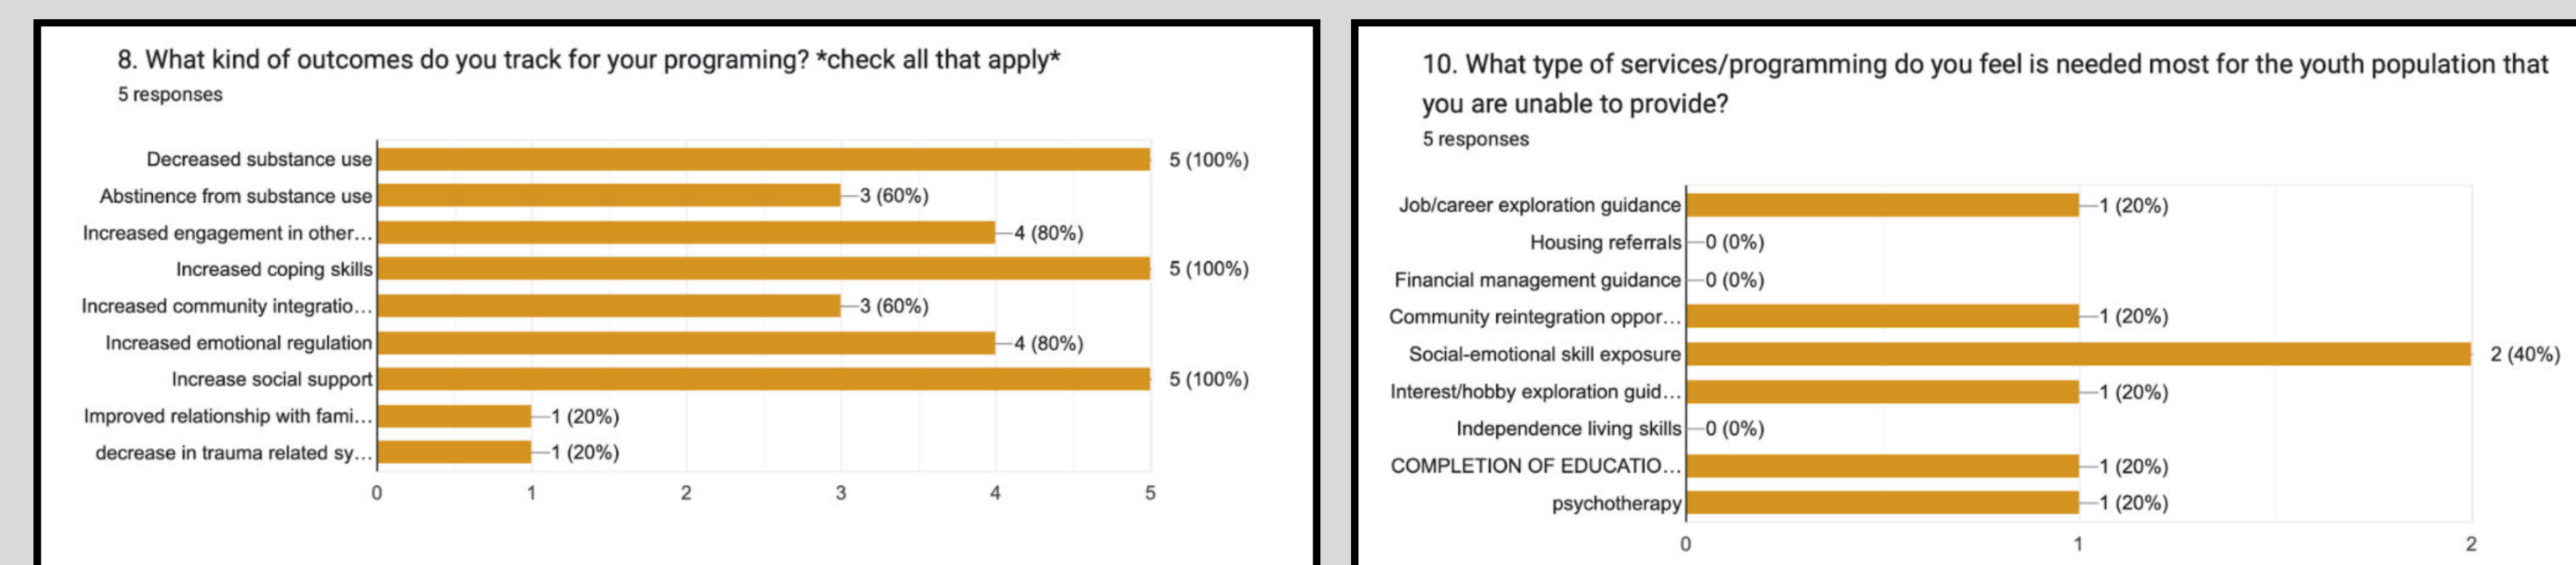 8. What kind of outcomes do you track for your programing? *check all that apply*
5 responses
Decreased substance use 5 (100%)
Abstinence from substance use 3 (60%)
Increased engagement in other... 4 (80%)
Increased coping skills 5 (100%)
Increased community integratio... 3 (60%)
Increased emotional regulation 4 (80%)
Increase social support 5 (100%)
Improved relationship with fami... 1 (20%)
decrease in trauma related sy... 1 (20%)
0 1 2 3 4 5
10. What type of services/programming do you feel is needed most for the youth population that
you are unable to provide?
5 responses
Job/career exploration guidance 1 (20%)
Housing referrals 0 (0%)
Financial management guidance 0 (0%)
Community reintegration oppor... 1 (20%)
Social-emotional skill exposure 2 (40%)
Interest/hobby exploration guid... 1 (20%)
Independence living skills 0 (0%)
COMPLETION OF EDUCATIO... 1 (20%)
psychotherapy 1 (20%)
0 1 2